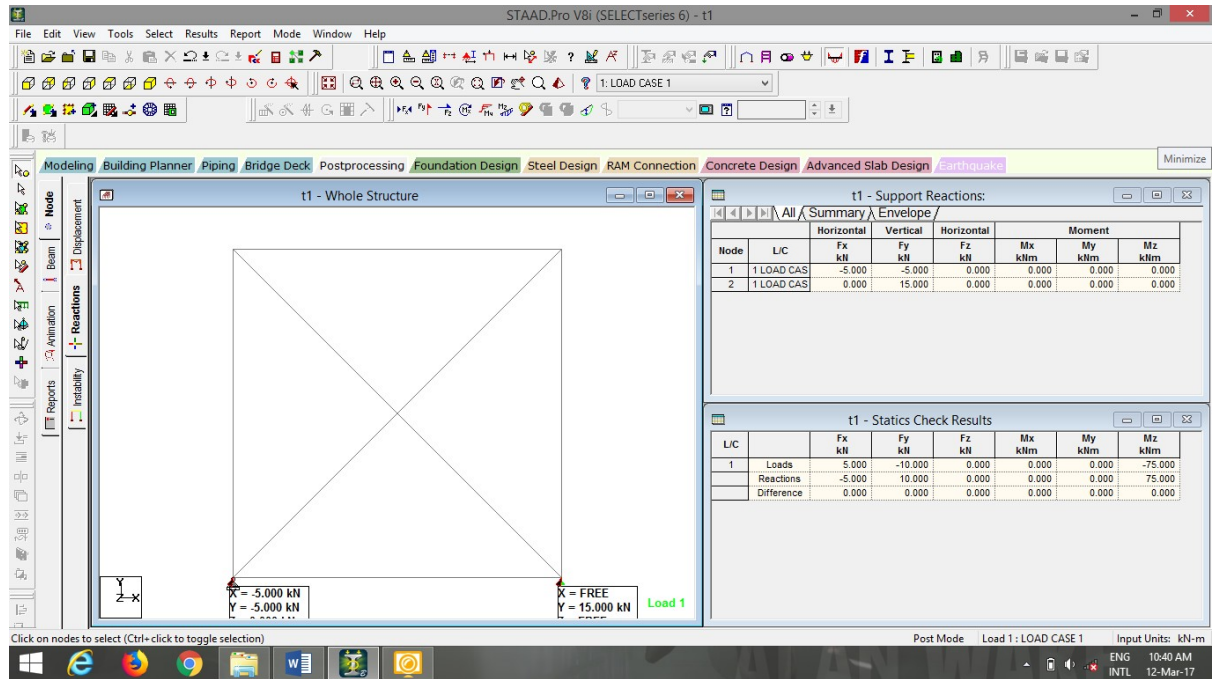 STAAD.Pro V8i (SELECTseries 6) - t1
File Edit View Tools Select Results Report Mode Window Help
1: LOAD CASE 1
Modeling Building Planner Piping Bridge Deck Postprocessing Foundation Design Steel Design RAM Connection Concrete Design Advanced Slab Design Earthquake
Minimize
Node
Beam
Animation
Reports
Displacement
Reactions
Instability
t1 - Whole Structure
Y
Z X
X = -5.000 kN
Y = -5.000 kN
X = FREE
Y = 15.000 kN
Load 1
t1 - Support Reactions:
All Summary Envelope
Horizontal Vertical Horizontal Moment
Node L/C Fx kN Fy kN Fz kN Mx kNm My kNm Mz kNm
1 1 LOAD CAS -5.000 -5.000 0.000 0.000 0.000 0.000
2 1 LOAD CAS 0.000 15.000 0.000 0.000 0.000 0.000
t1 - Statics Check Results
L/C Fx kN Fy kN Fz kN Mx kNm My kNm Mz kNm
1 Loads 5.000 -10.000 0.000 0.000 0.000 -75.000
Reactions -5.000 10.000 0.000 0.000 0.000 75.000
Difference 0.000 0.000 0.000 0.000 0.000 0.000
Click on nodes to select (Ctrl+click to toggle selection)
Post Mode Load 1 : LOAD CASE 1 Input Units: kN-m
ENG 10:40 AM
INTL 12-Mar-17